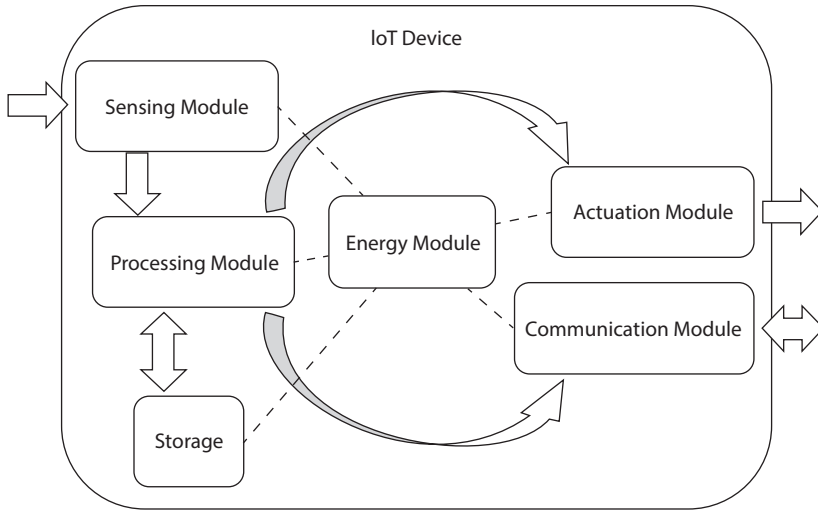 IoT Device
Sensing Module
Processing Module
Energy Module
Actuation Module
Communication Module
Storage